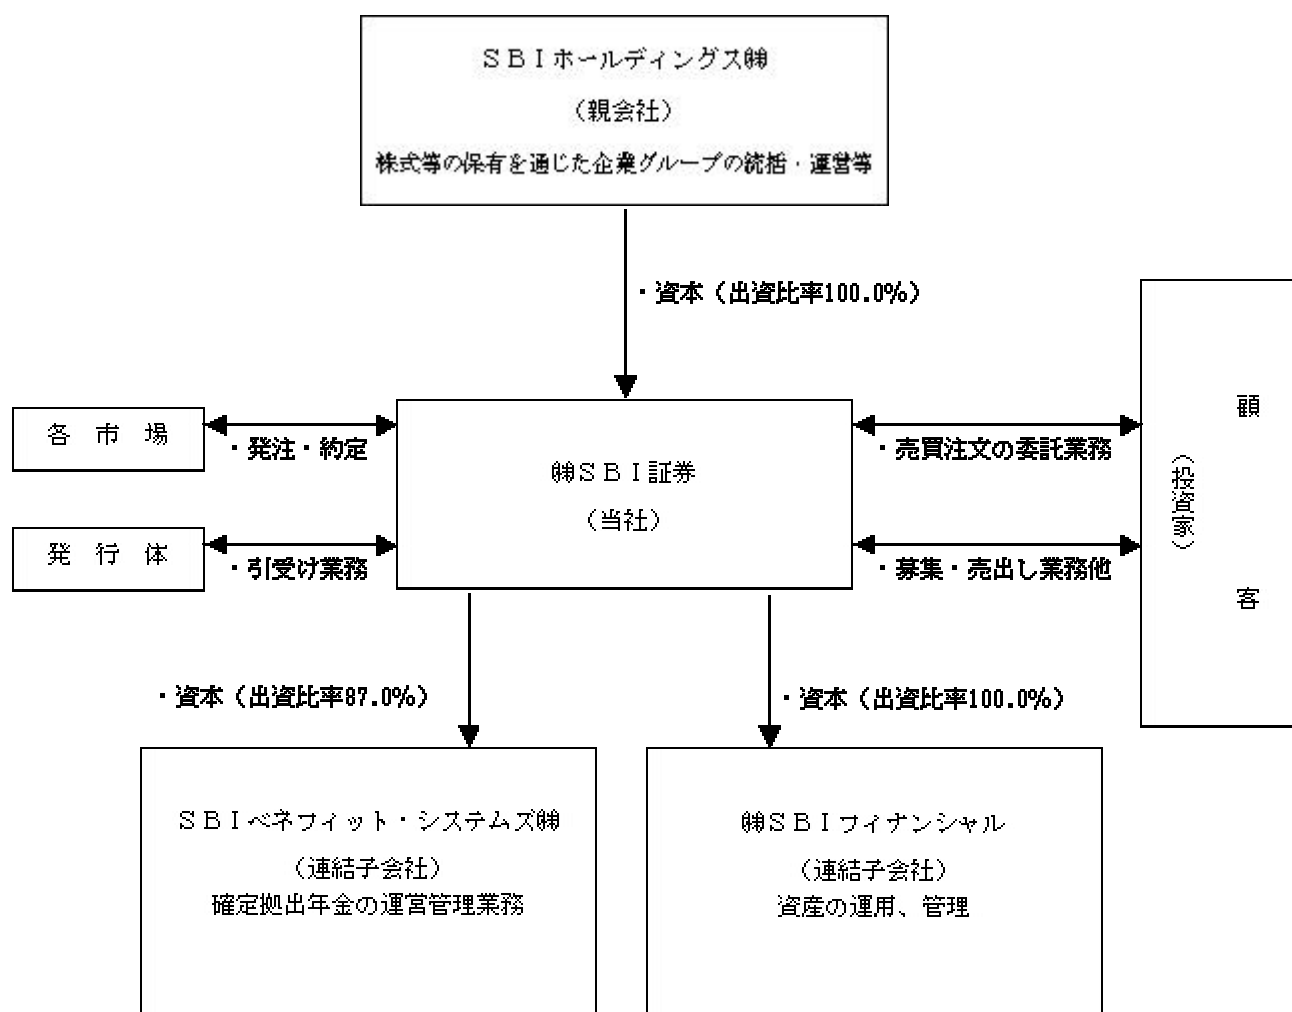 ＳＢＩホールディングス㈱
（親会社）
株式等の保有を通じた企業グループの統括・運営等
・資本（出資比率100.0%）
各　市　場
・発注・約定
㈱ＳＢＩ証券
（当社）
・売買注文の委託業務
顧　客
（投資家）
発　行　体
・引受け業務
・募集・売出し業務他
・資本（出資比率87.0%）
・資本（出資比率100.0%）
ＳＢＩベネフィット・システムズ㈱
（連結子会社）
確定拠出年金の運営管理業務
㈱ＳＢＩフィナンシャル
（連結子会社）
資産の運用、管理